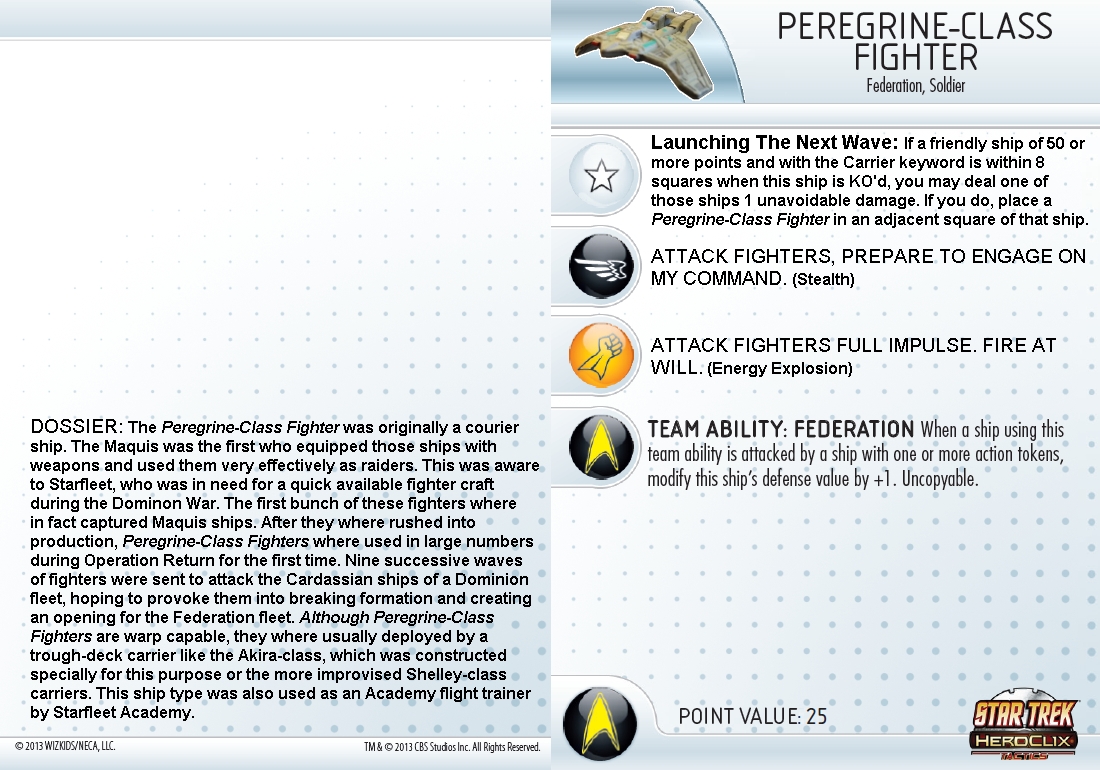 DOSSIER: The Peregrine-Class Fighter was originally a courier
ship. The Maquis was the first who equipped those ships with
weapons and used them very effectively as raiders. This was aware
to Starfleet, who was in need for a quick available fighter craft
during the Dominon War. The first bunch of these fighters where
in fact captured Maquis ships. After they where rushed into
production, Peregrine-Class Fighters where used in large numbers
during Operation Return for the first time. Nine successive waves
of fighters were sent to attack the Cardassian ships of a Dominion
fleet, hoping to provoke them into breaking formation and creating
an opening for the Federation fleet. Although Peregrine-Class
Fighters are warp capable, they where usually deployed by a
trough-deck carrier like the Akira-class, which was constructed
specially for this purpose or the more improvised Shelley-class
carriers. This ship type was also used as an Academy flight trainer
by Starfleet Academy.
© 2013 WIZKIDS/NECA, LLC.
TM & © 2013 CBS Studios Inc. All Rights Reserved.
PEREGRINE-CLASS
FIGHTER
Federation, Soldier
Launching The Next Wave: If a friendly ship of 50 or
more points and with the Carrier keyword is within 8
squares when this ship is KO'd, you may deal one of
those ships 1 unavoidable damage. If you do, place a
Peregrine-Class Fighter in an adjacent square of that ship.
ATTACK FIGHTERS, PREPARE TO ENGAGE ON
MY COMMAND. (Stealth)
ATTACK FIGHTERS FULL IMPULSE. FIRE AT
WILL. (Energy Explosion)
TEAM ABILITY: FEDERATION When a ship using this
team ability is attacked by a ship with one or more action tokens,
modify this ship's defense value by +1. Uncopyable.
POINT VALUE: 25
STAR TREK
HEROCLIX
TACTICS